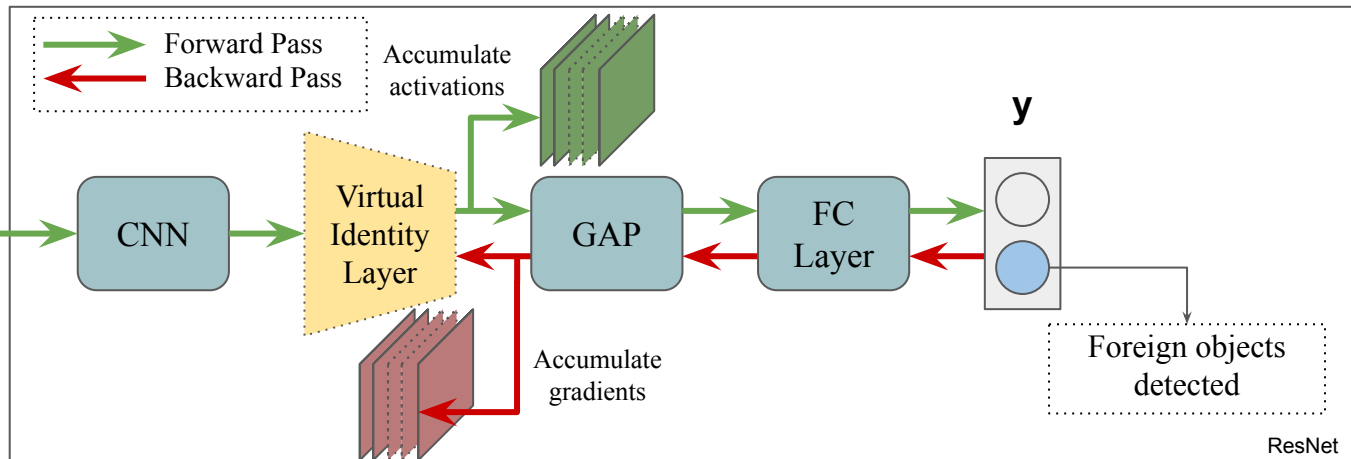 Forward Pass
Backward Pass
Accumulate
activations
y
CNN
Virtual
Identity
Layer
GAP
FC
Layer
Accumulate
gradients
Foreign objects
detected
ResNet